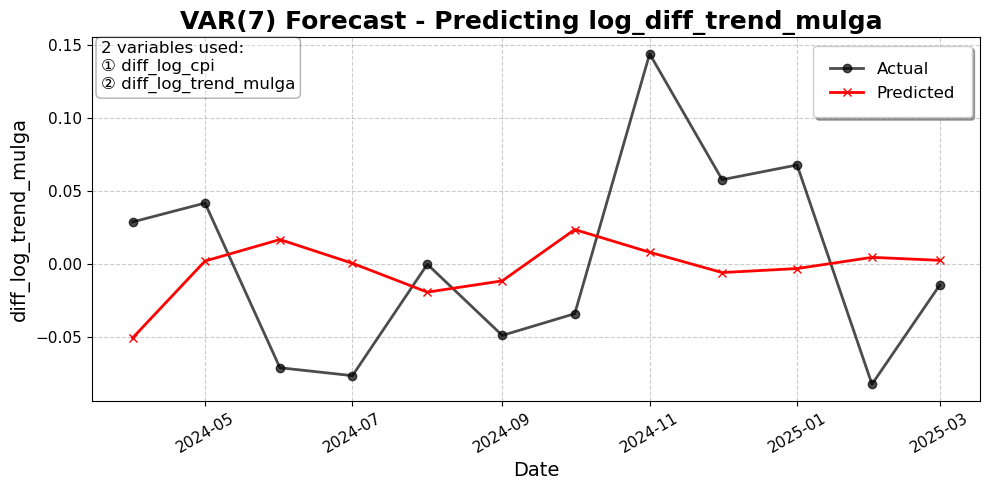 VAR(7) Forecast - Predicting log_diff_trend_mulga
2 variables used:
① diff_log_cpi
② diff_log_trend_mulga
Actual
Predicted
diff_log_trend_mulga
0.15
0.10
0.05
0.00
−0.05
2024-05
2024-07
2024-09
2024-11
2025-01
2025-03
Date